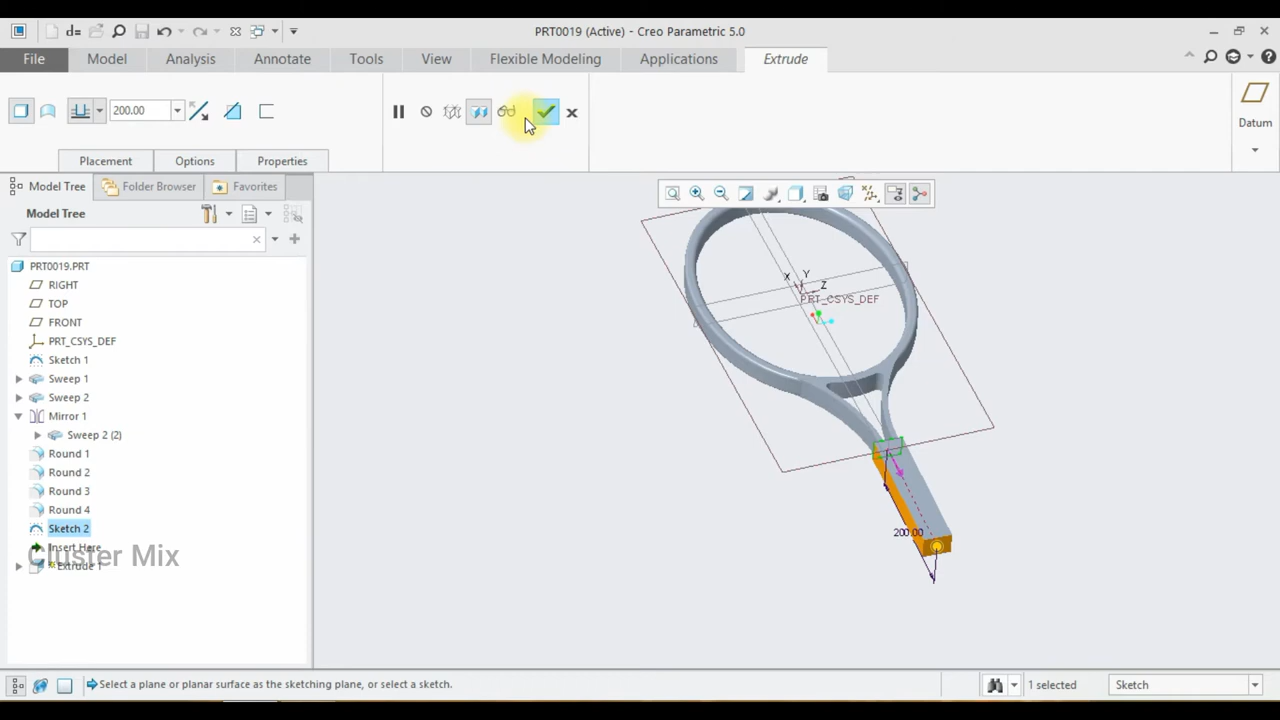 PRT0019 (Active) - Creo Parametric 5.0
File Model Analysis Annotate Tools View Flexible Modeling Applications Extrude
200.00
Datum
Placement Options Properties
Model Tree Folder Browser Favorites
Model Tree
PRT0019.PRT
RIGHT
TOP
FRONT
PRT_CSYS_DEF
Sketch 1
Sweep 1
Sweep 2
Mirror 1
Sweep 2 (2)
Round 1
Round 2
Round 3
Round 4
Sketch 2
Insert Here
Cluster Mix
Extrude 1
X Y Z
PRT_CSYS_DEF
200.00
Select a plane or planar surface as the sketching plane, or select a sketch.
1 selected
Sketch